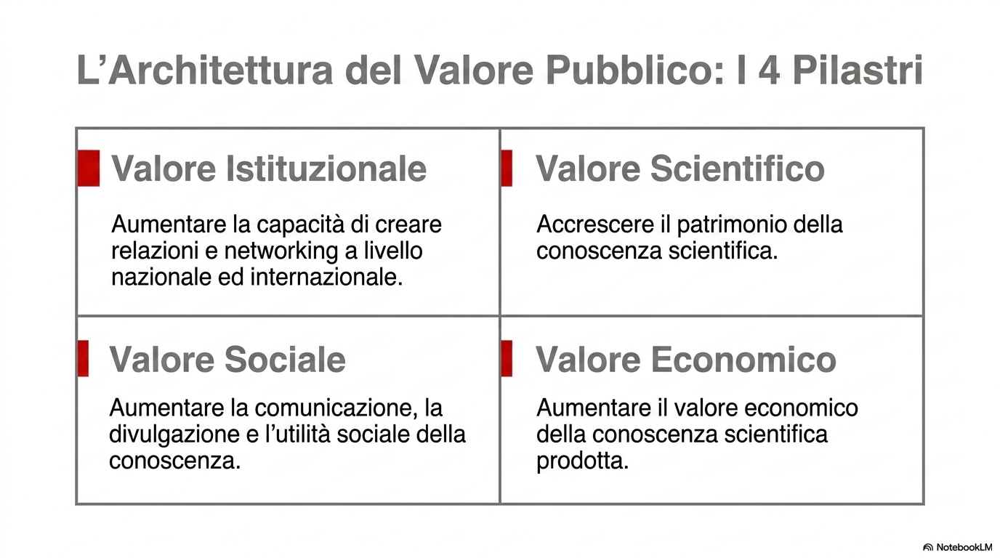 L’Architettura del Valore Pubblico: I 4 Pilastri
Valore Istituzionale
Aumentare la capacità di creare
relazioni e networking a livello
nazionale ed internazionale.
Valore Scientifico
Accrescere il patrimonio della
conoscenza scientifica.
Valore Sociale
Aumentare la comunicazione, la
divulgazione e l’utilità sociale della
conoscenza.
Valore Economico
Aumentare il valore economico
della conoscenza scientifica
prodotta.
NotebookLM